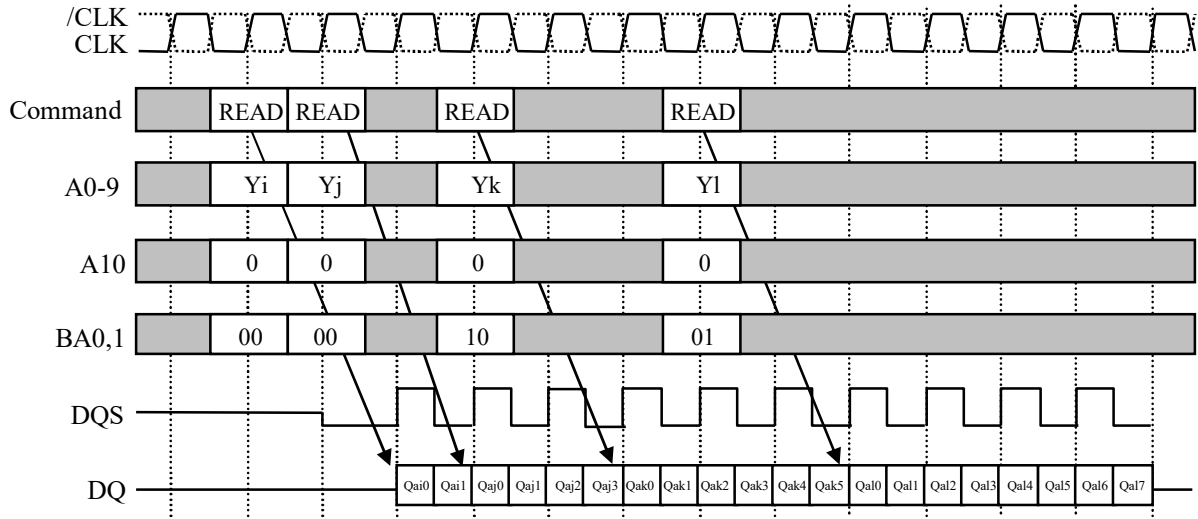 /CLK
CLK
Command READ READ READ READ
A0-9 Yi Yj Yk Yl
A10 0 0 0 0
BA0,1 00 00 10 01
DQS
DQ Qai0 Qai1 Qaj0 Qaj1 Qaj2 Qaj3 Qak0 Qak1 Qak2 Qak3 Qak4 Qak5 Qal0 Qal1 Qal2 Qal3 Qal4 Qal5 Qal6 Qal7